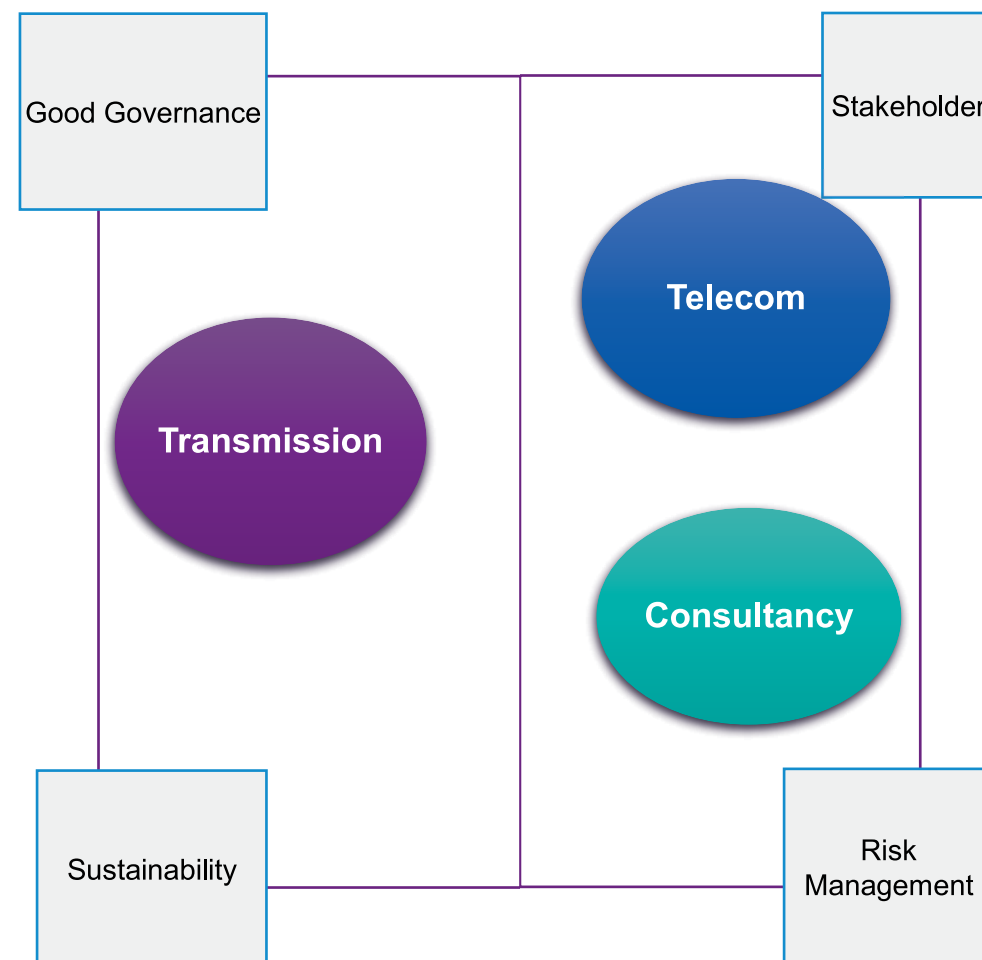 Good Governance
Stakeholder
Telecom
Transmission
Consultancy
Sustainability
Risk
Management